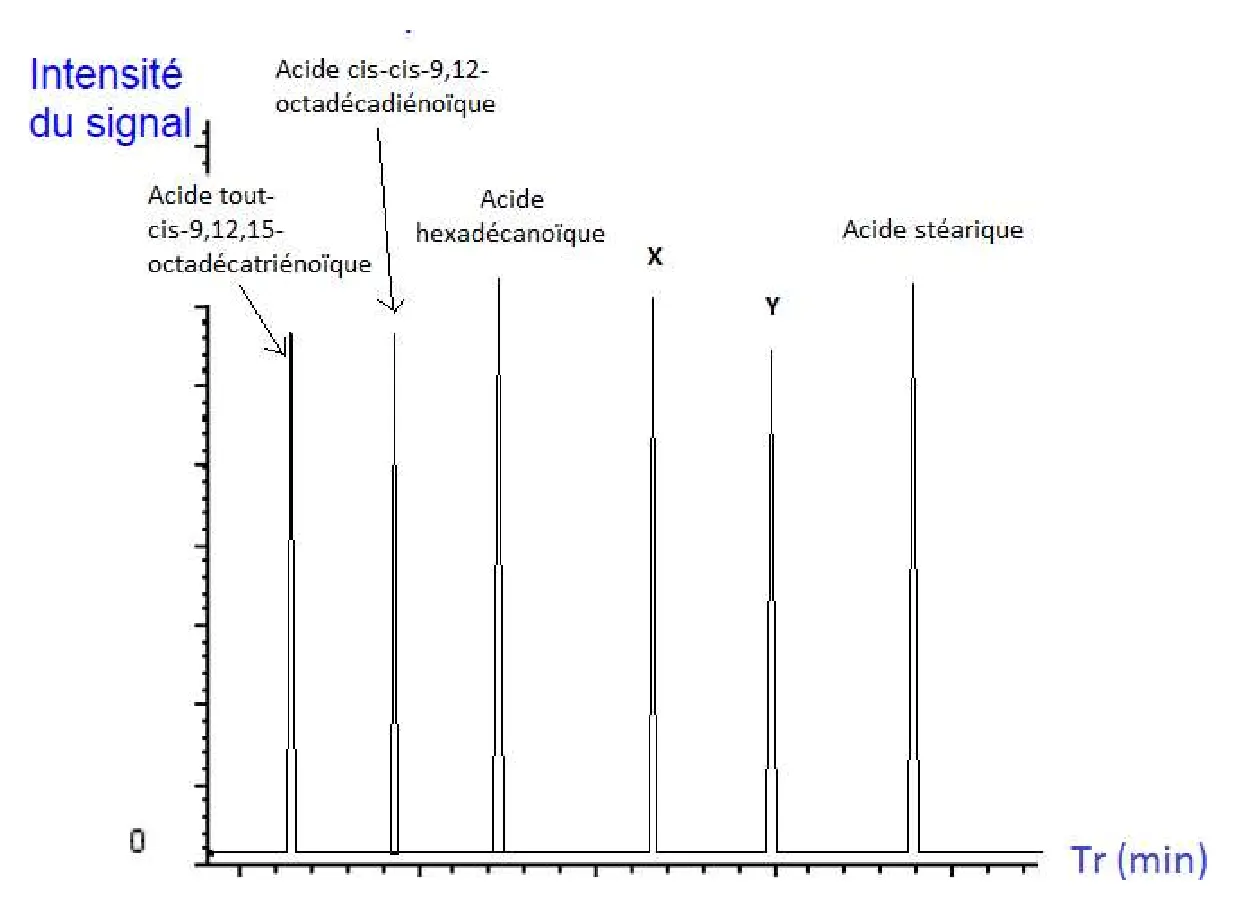 Intensité
du signal
Acide cis-cis-9,12-
octadécadiénoïque
Acide tout-
cis-9,12,15-
octadécatriénoïque
Acide
hexadécanoïque
X
Y
Acide stéarique
0
Tr (min)